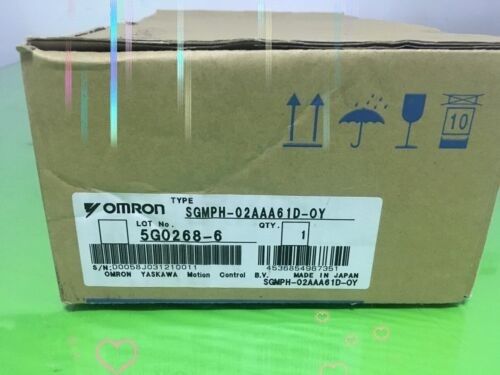 10
TYPE
OMRON SGMPH-02AAA61D-OY
LOT No. QTY.
5G0268-6 1
S/N:D0058J031210011 4536854987351
OMRON YASKAWA Motion Control B.V. MADE IN JAPAN
SGMPH-02AAA61D-OY